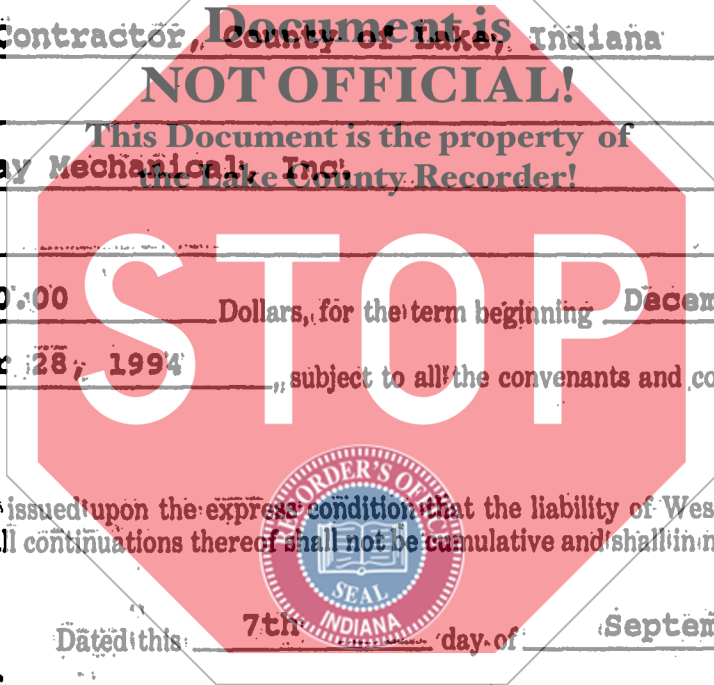 Document is
Contractor, County of Lake, Indiana
NOT OFFICIAL!
This Document is the property of
ay Mechanical, Inc.
the Lake County Recorder!
STOP
0.00 Dollars, for the term beginning Decem
r 28, 1994, subject to all the convenants and co
RECORDER'S OFFICE
issued upon the express condition that the liability of Wes
ll continuations thereof shall not be cumulative and shall in n
SEAL
INDIANA
Dated this 7th day of Septem